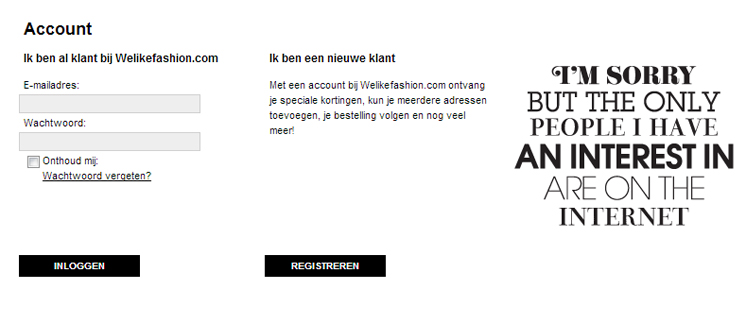 Account
Ik ben al klant bij Welikefashion.com
E-mailadres:
Wachtwoord:
Onthoud mij:
Wachtwoord vergeten?
INLOGGEN
Ik ben een nieuwe klant
Met een account bij Welikefashion.com ontvang
je speciale kortingen, kun je meerdere adressen
toevoegen, je bestelling volgen en nog veel
meer!
REGISTREREN
I'M SORRY
BUT THE ONLY
PEOPLE I HAVE
AN INTEREST IN
ARE ON THE
INTERNET